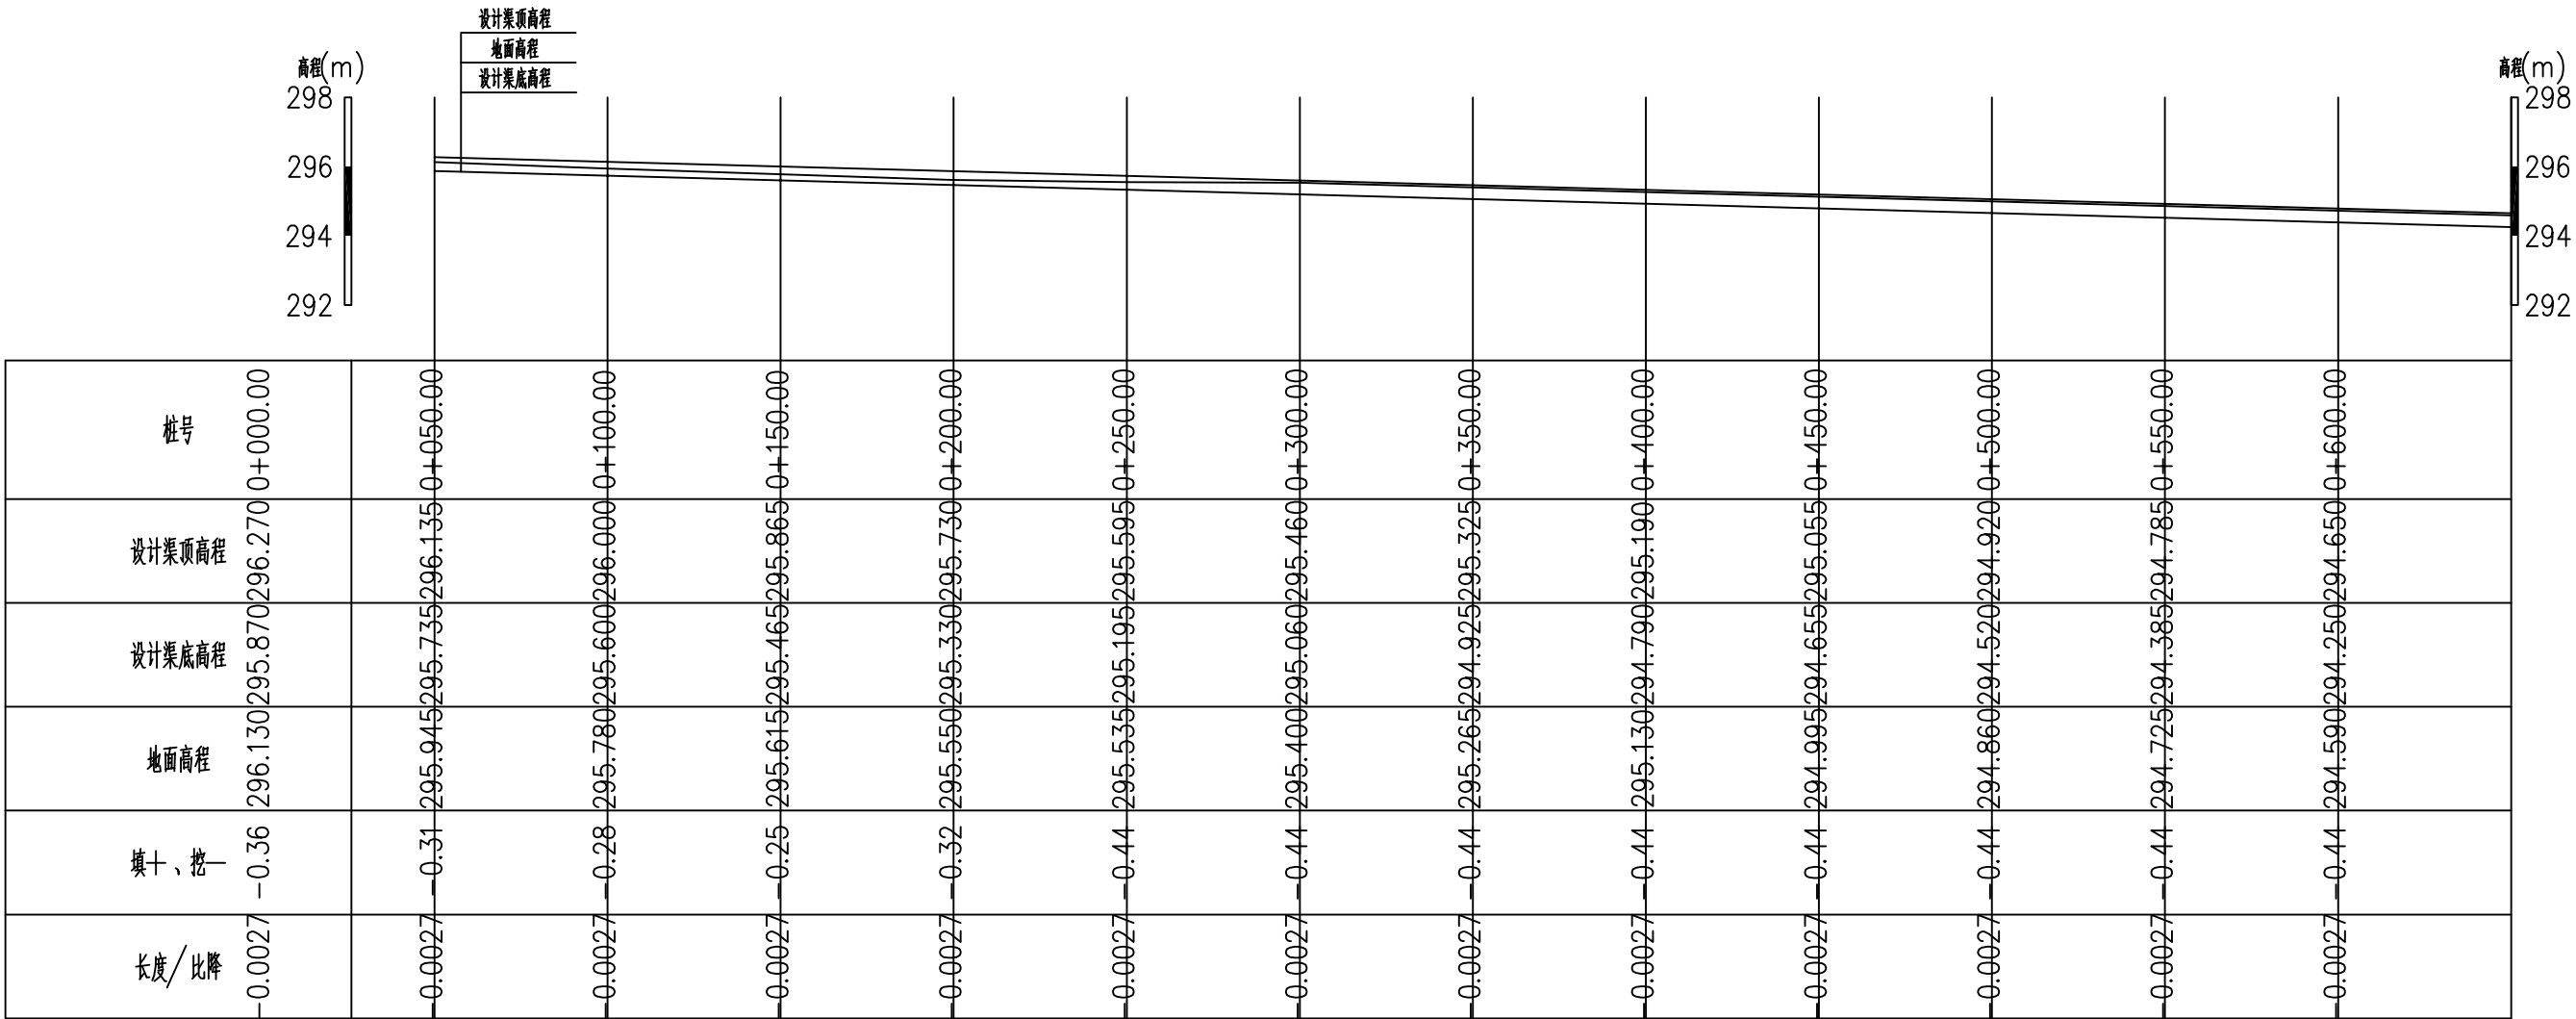 设计渠顶高程
地面高程
设计渠底高程
高程(m)
298
296
294
292
高程(m)
298
296
294
292
桩号 0+000.00 0+050.00 0+100.00 0+150.00 0+200.00 0+250.00 0+300.00 0+350.00 0+400.00 0+450.00 0+500.00 0+550.00 0+600.00
设计渠顶高程 296.270 296.135 296.000 295.865 295.730 295.595 295.460 295.325 295.190 295.055 294.920 294.785 294.650
设计渠底高程 295.870 295.735 295.600 295.465 295.330 295.195 295.060 294.925 294.790 294.655 294.520 294.385 294.250
地面高程 296.130 295.945 295.780 295.615 295.550 295.535 295.400 295.265 295.130 294.995 294.860 294.725 294.590
填+、挖— -0.36 -0.31 -0.28 -0.25 -0.32 -0.44 -0.44 -0.44 -0.44 -0.44 -0.44 -0.44 -0.44
长度/比降 -0.0027 -0.0027 -0.0027 -0.0027 -0.0027 -0.0027 -0.0027 -0.0027 -0.0027 -0.0027 -0.0027 -0.0027 -0.0027